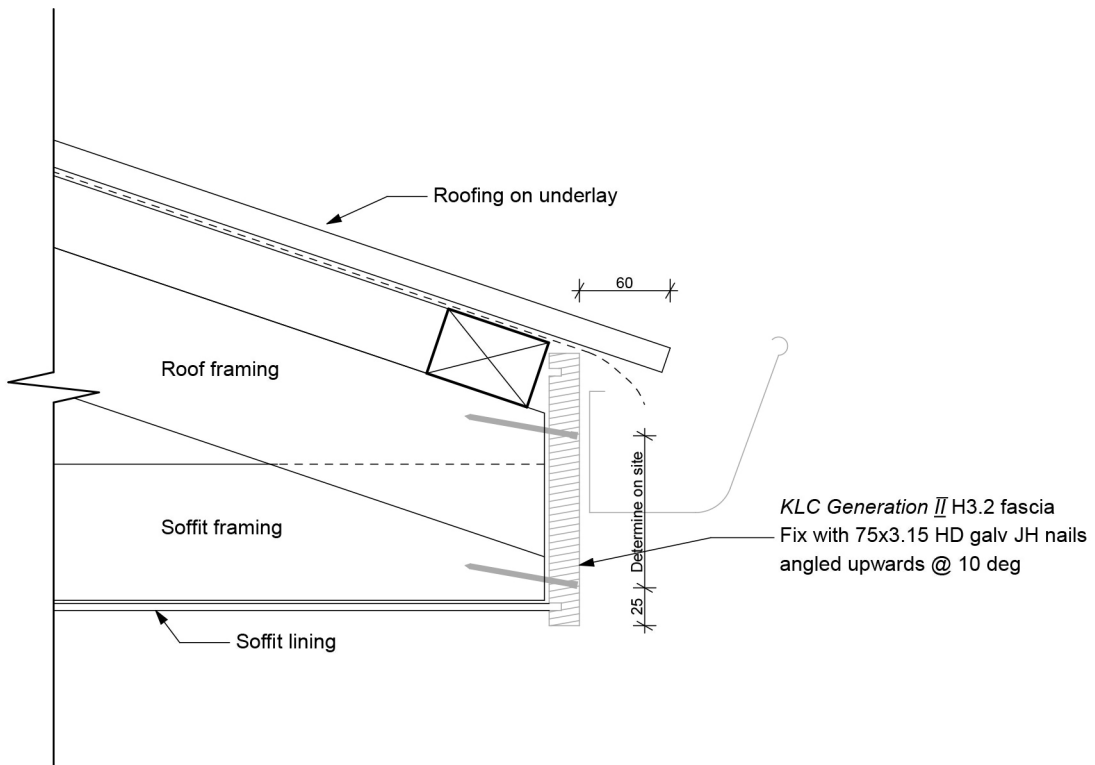 Roofing on underlay
60
Roof framing
Determine on site
KLC Generation II H3.2 fascia
Fix with 75x3.15 HD galv JH nails
angled upwards @ 10 deg
Soffit framing
25
Soffit lining